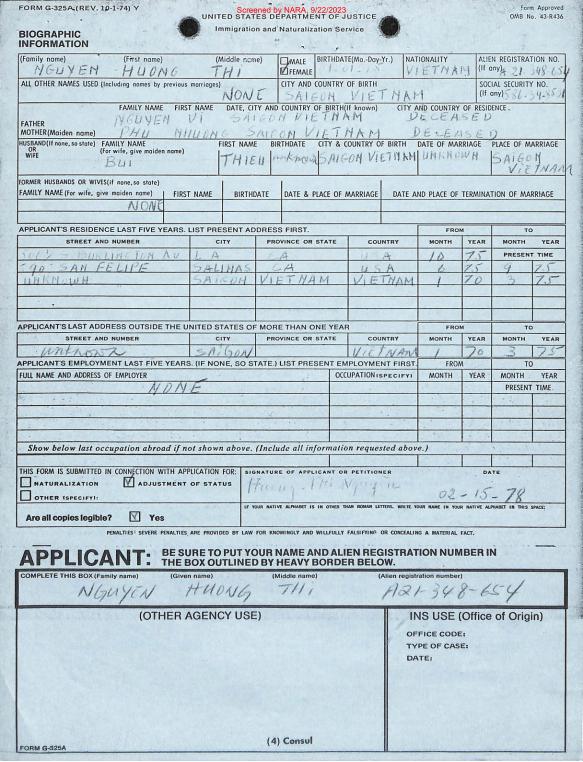 FORM G-325A (REV. 10-1-74) Y
Screened by NARA, 9/22/2023
UNITED STATES DEPARTMENT OF JUSTICE
Immigration and Naturalization Service
Form Approved
OMB No. 43-R436
BIOGRAPHIC
INFORMATION
(Family name) (First name) (Middle name) MALE FEMALE BIRTHDATE(Mo.-Day-Yr.) NATIONALITY ALIEN REGISTRATION NO. (If any)
NGUYEN HUONG THI VIETNAM A 21-348-654
ALL OTHER NAMES USED (Including names by previous marriages) CITY AND COUNTRY OF BIRTH SOCIAL SECURITY NO. (If any)
NONE SAIGON VIETNAM
FAMILY NAME FIRST NAME DATE, CITY AND COUNTRY OF BIRTH(If known) CITY AND COUNTRY OF RESIDENCE.
FATHER NGUYEN VI SAIGON VIETNAM DECEASED
MOTHER(Maiden name) PHU NHUONG SAIGON VIETNAM DECEASED
HUSBAND(If none, so state) OR WIFE FAMILY NAME (For wife, give maiden name) FIRST NAME BIRTHDATE CITY & COUNTRY OF BIRTH DATE OF MARRIAGE PLACE OF MARRIAGE
BUI THIEU unknown SAIGON VIETNAM UNKNOWN SAIGON VIETNAM
FORMER HUSBANDS OR WIVES(if none,so state)
FAMILY NAME (For wife, give maiden name) FIRST NAME BIRTHDATE DATE & PLACE OF MARRIAGE DATE AND PLACE OF TERMINATION OF MARRIAGE
NONE
APPLICANT'S RESIDENCE LAST FIVE YEARS. LIST PRESENT ADDRESS FIRST. FROM TO
STREET AND NUMBER CITY PROVINCE OR STATE COUNTRY MONTH YEAR MONTH YEAR
BURLINGTON AV LA CA 10 75 PRESENT TIME
SAN FELIPE SALINAS CA USA 6 75 9 75
UNKNOWN SAIGON VIETNAM VIETNAM 1 70 3 75
APPLICANT'S LAST ADDRESS OUTSIDE THE UNITED STATES OF MORE THAN ONE YEAR FROM TO
STREET AND NUMBER CITY PROVINCE OR STATE COUNTRY MONTH YEAR MONTH YEAR
unknown SAIGON VIETNAM 1 70 3 75
APPLICANT'S EMPLOYMENT LAST FIVE YEARS. (IF NONE, SO STATE.) LIST PRESENT EMPLOYMENT FIRST. FROM TO
FULL NAME AND ADDRESS OF EMPLOYER OCCUPATION(SPECIFY) MONTH YEAR MONTH YEAR
NONE PRESENT TIME
Show below last occupation abroad if not shown above. (Include all information requested above.)
THIS FORM IS SUBMITTED IN CONNECTION WITH APPLICATION FOR: SIGNATURE OF APPLICANT OR PETITIONER DATE
NATURALIZATION ADJUSTMENT OF STATUS Huong Thi Nguyen 02-15-78
OTHER (SPECIFY):
IF YOUR NATIVE ALPHABET IS IN OTHER THAN ROMAN LETTERS, WRITE YOUR NAME IN YOUR NATIVE ALPHABET IN THIS SPACE:
Are all copies legible? Yes
PENALTIES: SEVERE PENALTIES ARE PROVIDED BY LAW FOR KNOWINGLY AND WILLFULLY FALSIFYING OR CONCEALING A MATERIAL FACT.
APPLICANT: BE SURE TO PUT YOUR NAME AND ALIEN REGISTRATION NUMBER IN
THE BOX OUTLINED BY HEAVY BORDER BELOW.
COMPLETE THIS BOX (Family name) (Given name) (Middle name) (Alien registration number)
NGUYEN HUONG THI A21-348-654
(OTHER AGENCY USE) INS USE (Office of Origin)
OFFICE CODE:
TYPE OF CASE:
DATE:
(4) Consul
FORM G-325A